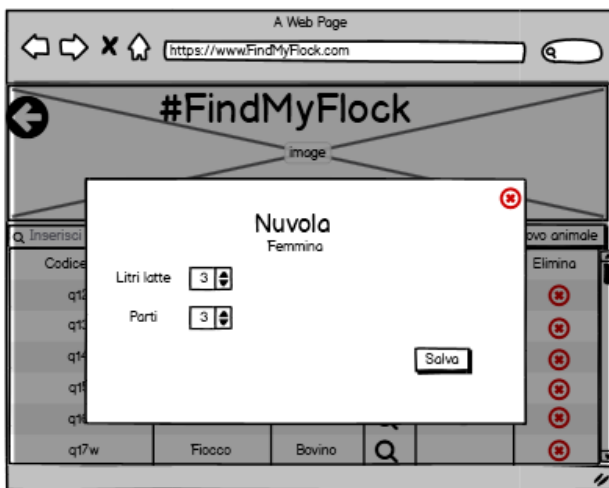 A Web Page
https://www.FindMyFlock.com
#FindMyFlock
image
Inserisci
ovo animale
Codice
Elimina
Nuvola
Femmina
Litri latte 3
Parti 3
Salva
q12
q13
q14
q15
q16
q17w Fiocco Bovino